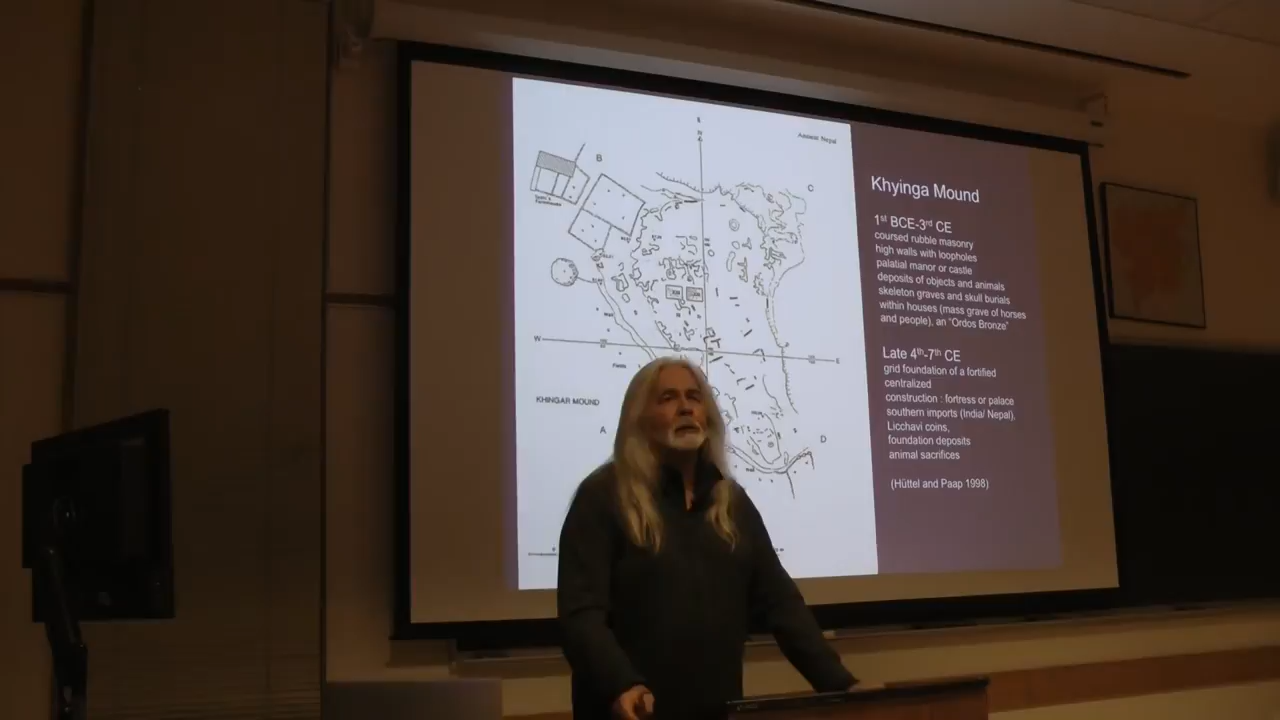 Ancient Nepal
N
B
C
W
E
Fields
KHINGAR MOUND
A
D
Khyinga Mound
1st BCE-3rd CE
coursed rubble masonry
high walls with loopholes
palatial manor or castle
deposits of objects and animals
skeleton graves and skull burials
within houses (mass grave of horses
and people), an "Ordos Bronze"
Late 4th-7th CE
grid foundation of a fortified
centralized
construction : fortress or palace
southern imports (India/ Nepal),
Licchavi coins,
foundation deposits
animal sacrifices
(Hüttel and Paap 1998)